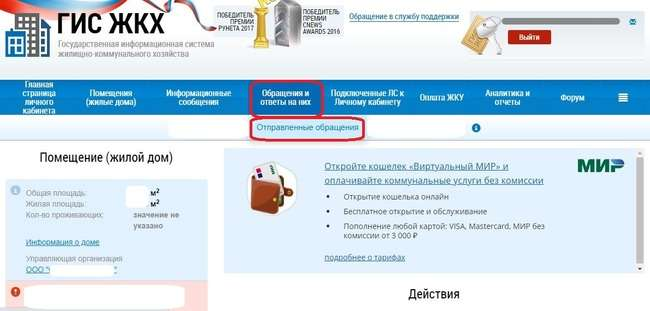 ГИС ЖКХ
Государственная информационная система
жилищно-коммунального хозяйства
ПОБЕДИТЕЛЬ
ПРЕМИИ
РУНЕТА 2017
ПОБЕДИТЕЛЬ
ПРЕМИИ
CNEWS
AWARDS 2016
Обращение в службу поддержки
Выйти
Главная
страница
личного
кабинета
Помещения
(жилые дома)
Информационные
сообщения
Обращения и
ответы на них
Подключенные ЛС к
Личному кабинету
Оплата ЖКУ
Аналитика и
отчеты
Форум
Отправленные обращения
Помещение (жилой дом)
Общая площадь: м²
Жилая площадь: м²
Кол-во проживающих: значение не
указано
Информация о доме
Управляющая организация
ООО "
Откройте кошелек «Виртуальный МИР» и
оплачивайте коммунальные услуги без комиссии
МИР
Открытие кошелька онлайн
Бесплатное открытие и обслуживание
Пополнение любой картой: VISA, Mastercard, МИР без
комиссии от 3 000 ₽
подробнее о тарифах
Действия